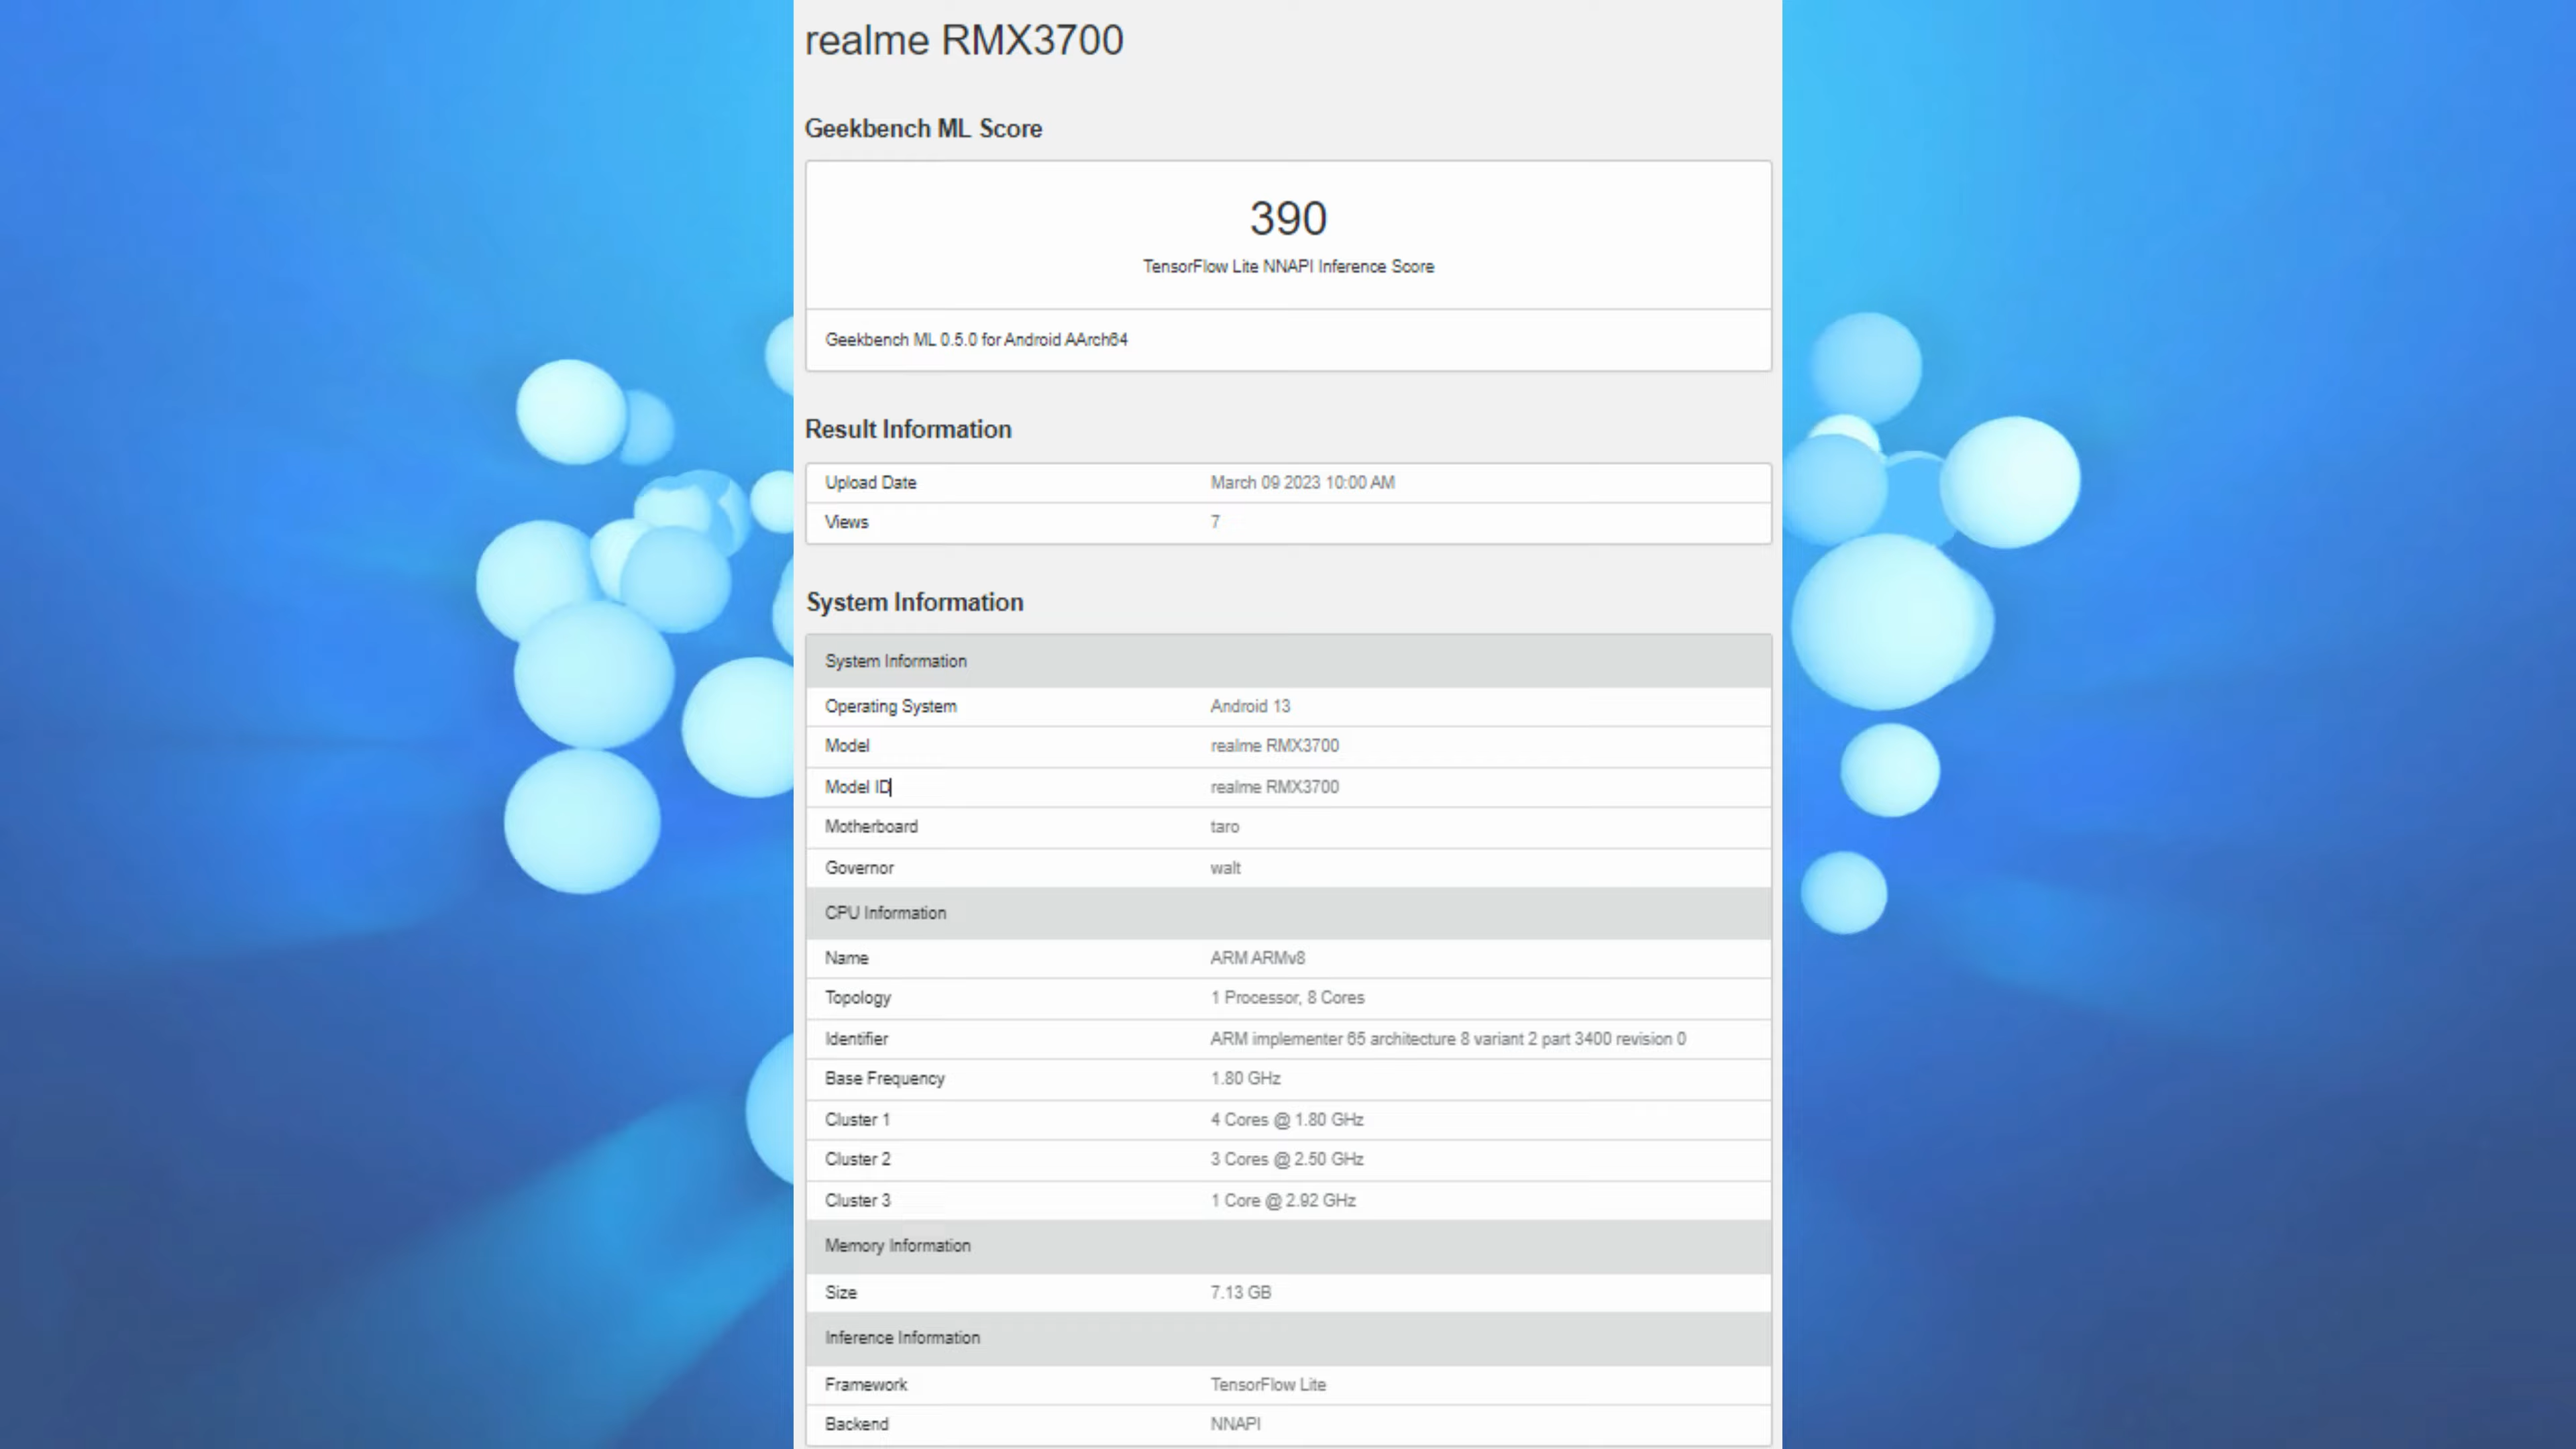 realme RMX3700
Geekbench ML Score
390
TensorFlow Lite NNAPI Inference Score
Geekbench ML 0.5.0 for Android AArch64
Result Information
Upload Date March 09 2023 10:00 AM
Views 7
System Information
System Information
Operating System Android 13
Model realme RMX3700
Model ID realme RMX3700
Motherboard taro
Governor walt
CPU Information
Name ARM ARMv8
Topology 1 Processor, 8 Cores
Identifier ARM implementer 65 architecture 8 variant 2 part 3400 revision 0
Base Frequency 1.80 GHz
Cluster 1 4 Cores @ 1.80 GHz
Cluster 2 3 Cores @ 2.50 GHz
Cluster 3 1 Core @ 2.92 GHz
Memory Information
Size 7.13 GB
Inference Information
Framework TensorFlow Lite
Backend NNAPI